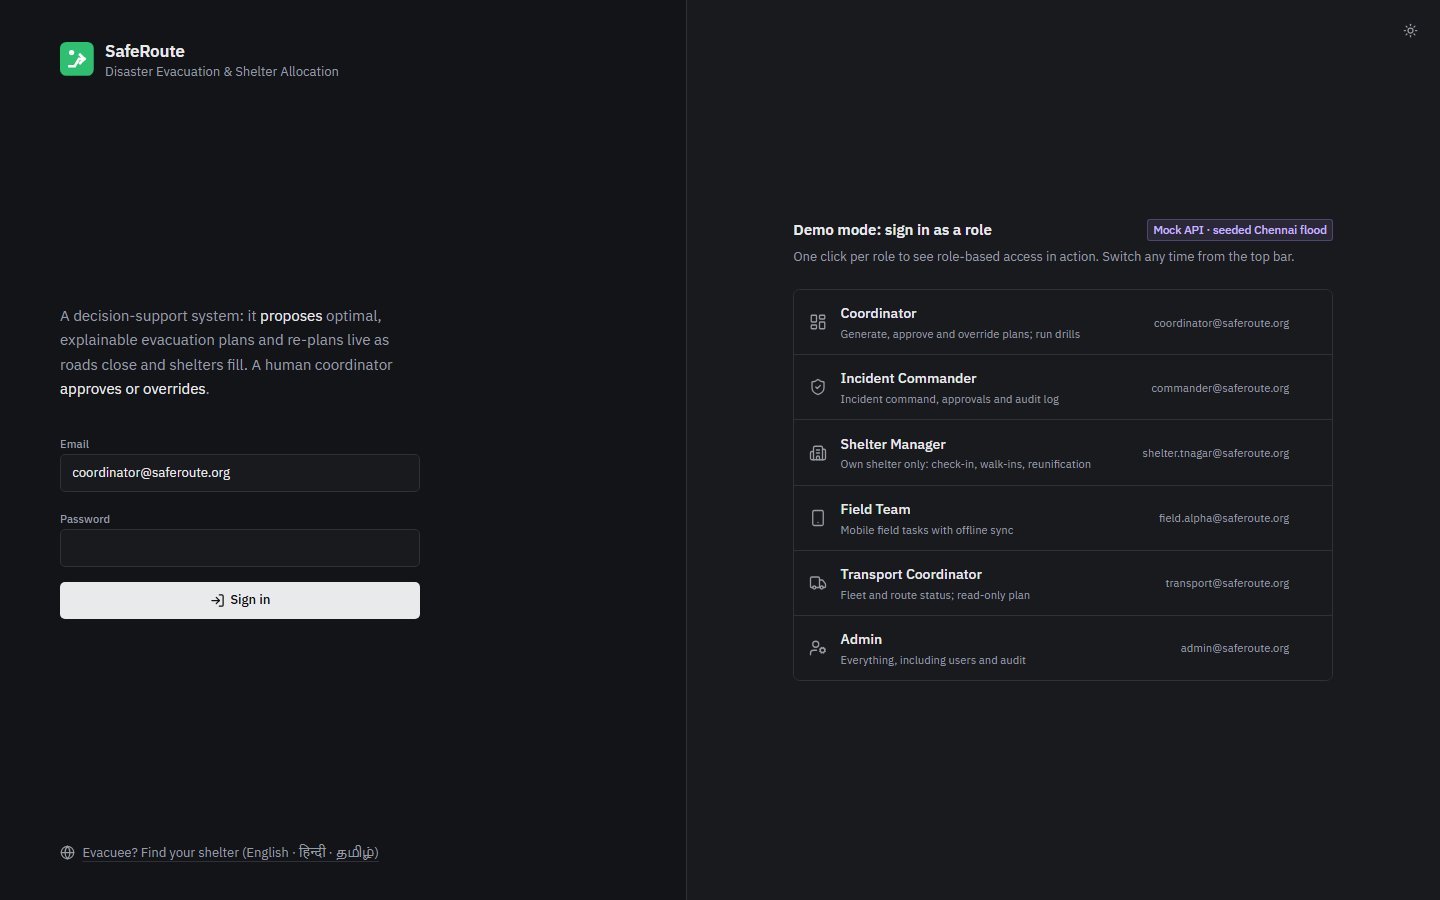 SafeRoute
Disaster Evacuation & Shelter Allocation
A decision-support system: it proposes optimal,
explainable evacuation plans and re-plans live as
roads close and shelters fill. A human coordinator
approves or overrides.
Email
coordinator@saferoute.org
Password
Sign in
Evacuee? Find your shelter (English · हिन्दी · தமிழ்)
Demo mode: sign in as a role
Mock API · seeded Chennai flood
One click per role to see role-based access in action. Switch any time from the top bar.
Coordinator
Generate, approve and override plans; run drills
coordinator@saferoute.org
Incident Commander
Incident command, approvals and audit log
commander@saferoute.org
Shelter Manager
Own shelter only: check-in, walk-ins, reunification
shelter.tnagar@saferoute.org
Field Team
Mobile field tasks with offline sync
field.alpha@saferoute.org
Transport Coordinator
Fleet and route status; read-only plan
transport@saferoute.org
Admin
Everything, including users and audit
admin@saferoute.org